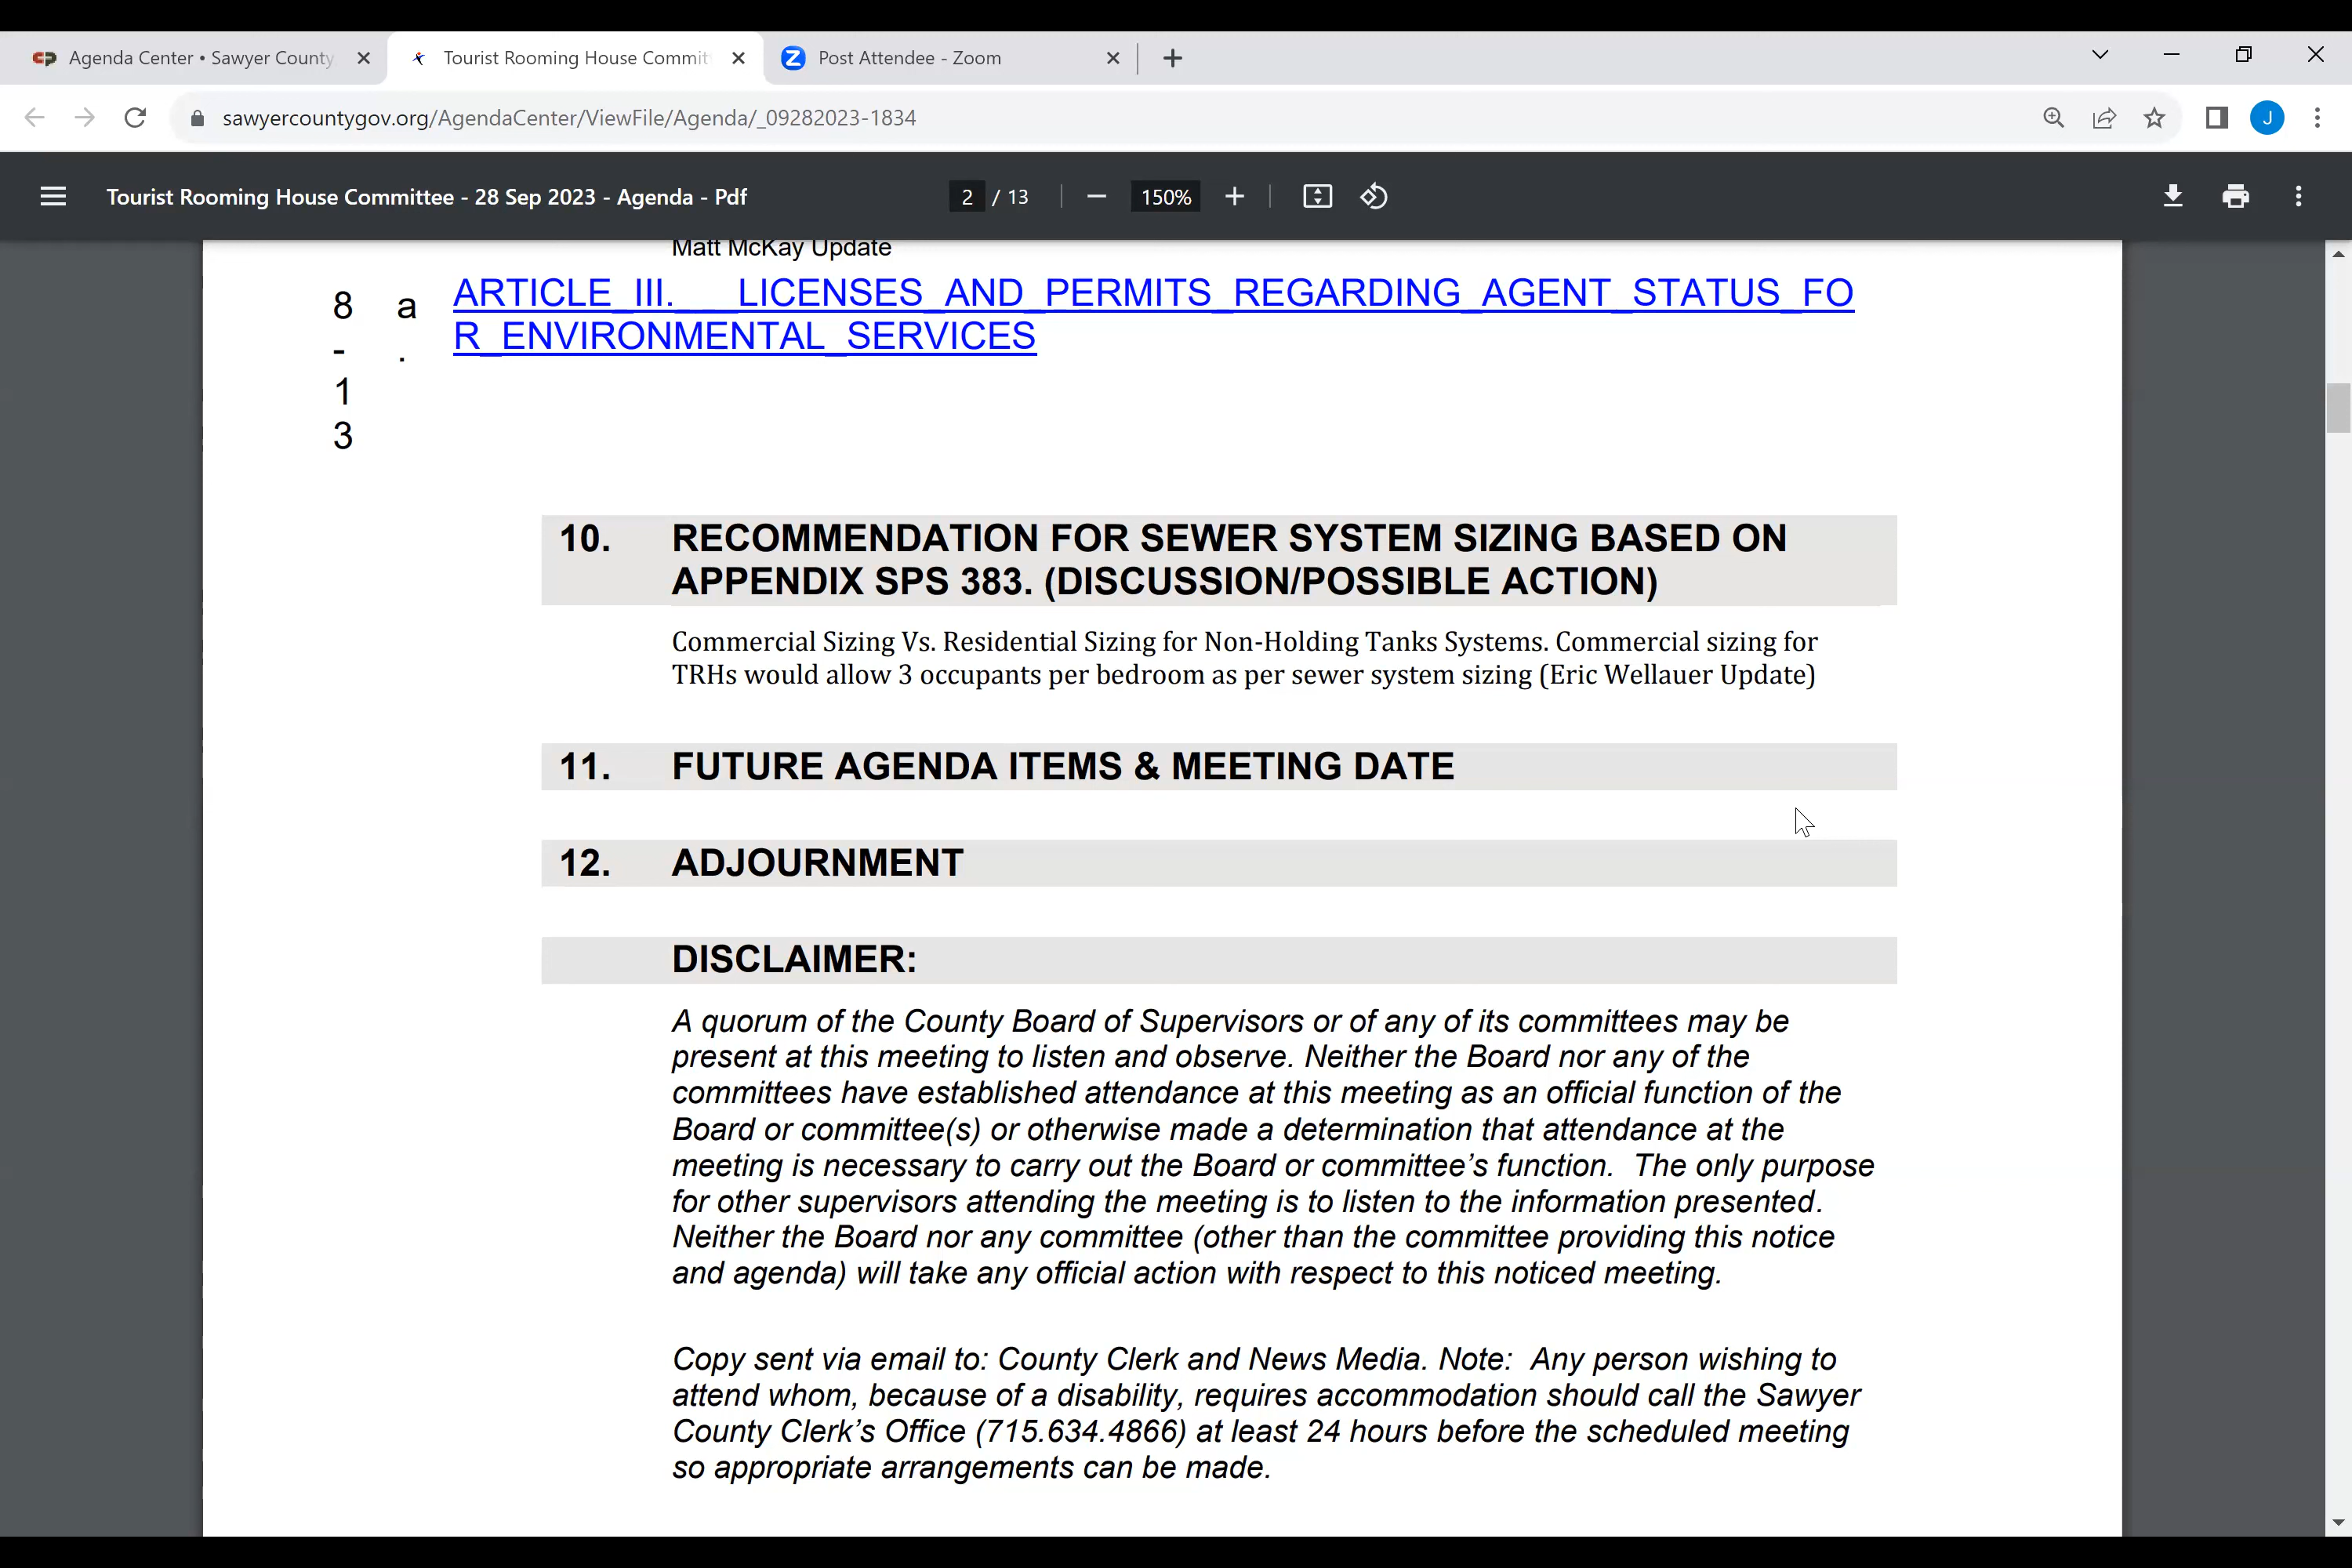 Agenda Center • Sawyer County
Tourist Rooming House Commit
Post Attendee - Zoom
sawyercountygov.org/AgendaCenter/ViewFile/Agenda/_09282023-1834
J
Tourist Rooming House Committee - 28 Sep 2023 - Agenda - Pdf
2 / 13
150%
Matt McKay Update
8 a ARTICLE_III.___LICENSES_AND_PERMITS_REGARDING_AGENT_STATUS_FO
- . R_ENVIRONMENTAL_SERVICES
1
3
10. RECOMMENDATION FOR SEWER SYSTEM SIZING BASED ON
APPENDIX SPS 383. (DISCUSSION/POSSIBLE ACTION)
Commercial Sizing Vs. Residential Sizing for Non-Holding Tanks Systems. Commercial sizing for
TRHs would allow 3 occupants per bedroom as per sewer system sizing (Eric Wellauer Update)
11. FUTURE AGENDA ITEMS & MEETING DATE
12. ADJOURNMENT
DISCLAIMER:
A quorum of the County Board of Supervisors or of any of its committees may be
present at this meeting to listen and observe. Neither the Board nor any of the
committees have established attendance at this meeting as an official function of the
Board or committee(s) or otherwise made a determination that attendance at the
meeting is necessary to carry out the Board or committee's function.  The only purpose
for other supervisors attending the meeting is to listen to the information presented.
Neither the Board nor any committee (other than the committee providing this notice
and agenda) will take any official action with respect to this noticed meeting.
Copy sent via email to: County Clerk and News Media. Note:  Any person wishing to
attend whom, because of a disability, requires accommodation should call the Sawyer
County Clerk's Office (715.634.4866) at least 24 hours before the scheduled meeting
so appropriate arrangements can be made.